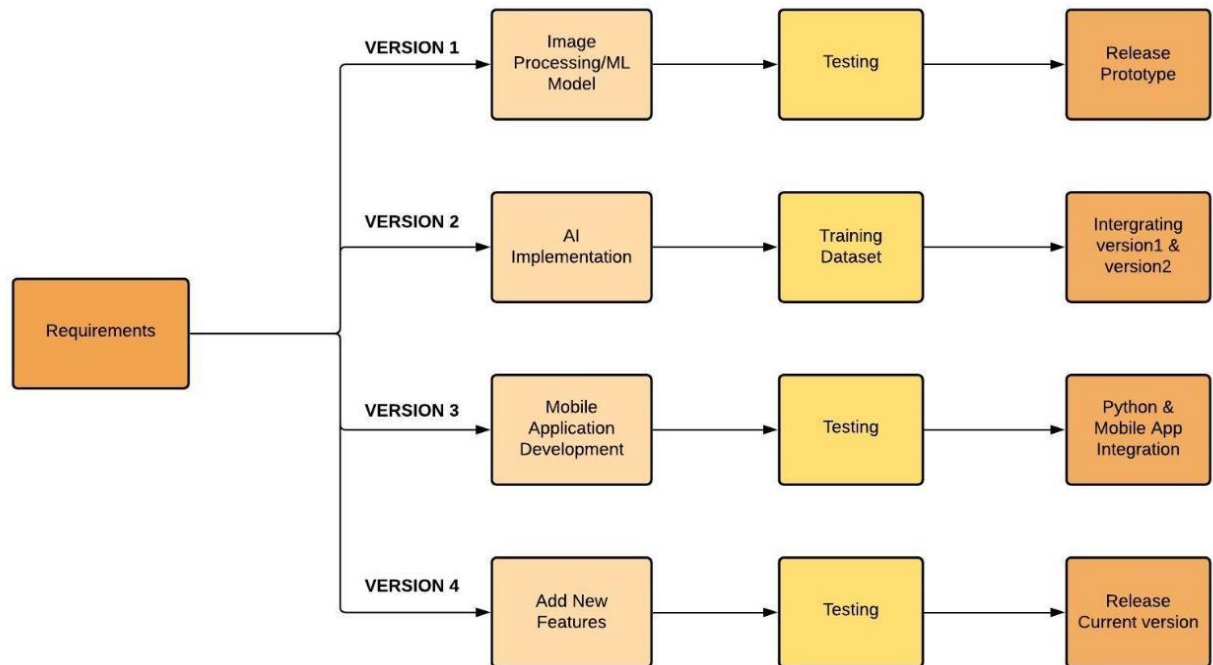 VERSION 1
Image
Processing/ML
Model
Testing
Release
Prototype
VERSION 2
AI
Implementation
Training
Dataset
Intergrating
version1 &
version2
Requirements
VERSION 3
Mobile
Application
Development
Testing
Python &
Mobile App
Integration
VERSION 4
Add New
Features
Testing
Release
Current version